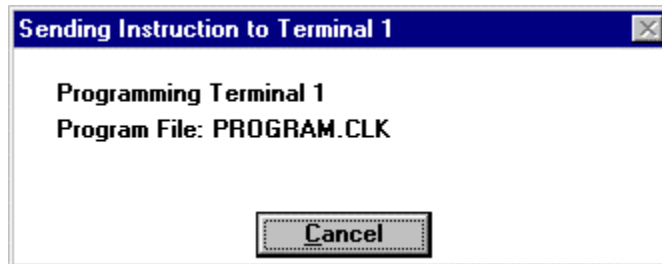 Sending Instruction to Terminal 1
Programming Terminal 1
Program File: PROGRAM.CLK
Cancel